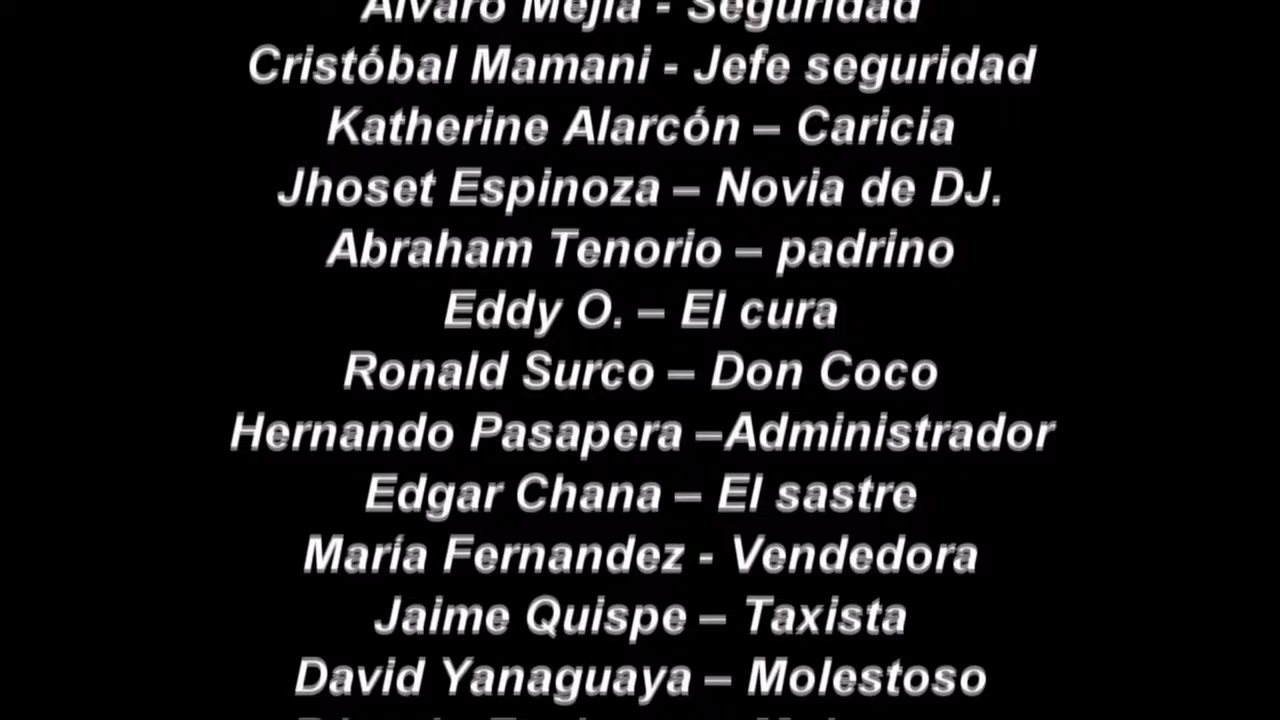 Álvaro Mejía - Seguridad
Cristóbal Mamani - Jefe seguridad
Katherine Alarcón – Caricia
Jhoset Espinoza – Novia de DJ.
Abraham Tenorio – padrino
Eddy O. – El cura
Ronald Surco – Don Coco
Hernando Pasapera –Administrador
Edgar Chana – El sastre
María Fernandez - Vendedora
Jaime Quispe – Taxista
David Yanaguaya – Molestoso